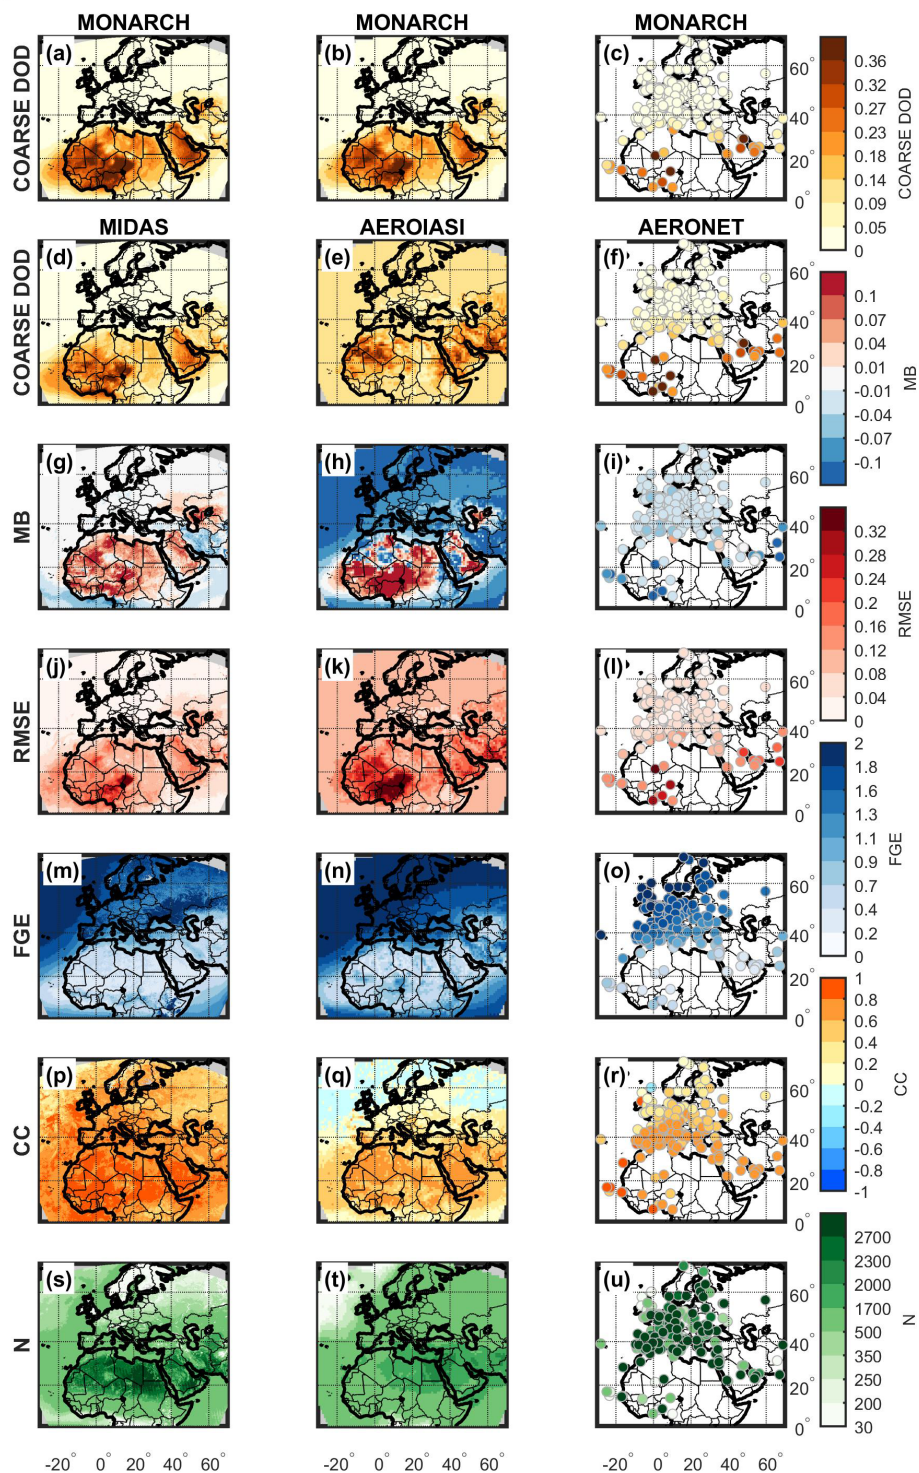 MONARCH MONARCH MONARCH
COARSE DOD (a) (b) (c) 60° 40° 20° 0°
0.36 0.32 0.27 0.23 0.18 0.14 0.09 0.05 0 COARSE DOD
MIDAS AEROIASI AERONET
COARSE DOD (d) (e) (f) 60° 40° 20° 0°
0.1 0.07 0.04 0.01 -0.01 -0.04 -0.07 -0.1 MB
MB (g) (h) (i) 60° 40° 20° 0°
0.32 0.28 0.24 0.2 0.16 0.12 0.08 0.04 0 RMSE
RMSE (j) (k) (l) 60° 40° 20° 0°
2 1.8 1.6 1.3 1.1 0.9 0.7 0.4 0.2 0 FGE
FGE (m) (n) (o) 60° 40° 20° 0°
1 0.8 0.6 0.4 0.2 0 -0.2 -0.4 -0.6 -0.8 -1 CC
CC (p) (q) (r) 60° 40° 20° 0°
2700 2300 2000 1700 500 350 250 200 30 N
N (s) (t) (u) 60° 40° 20° 0°
-20° 0° 20° 40° 60° -20° 0° 20° 40° 60° -20° 0° 20° 40° 60°